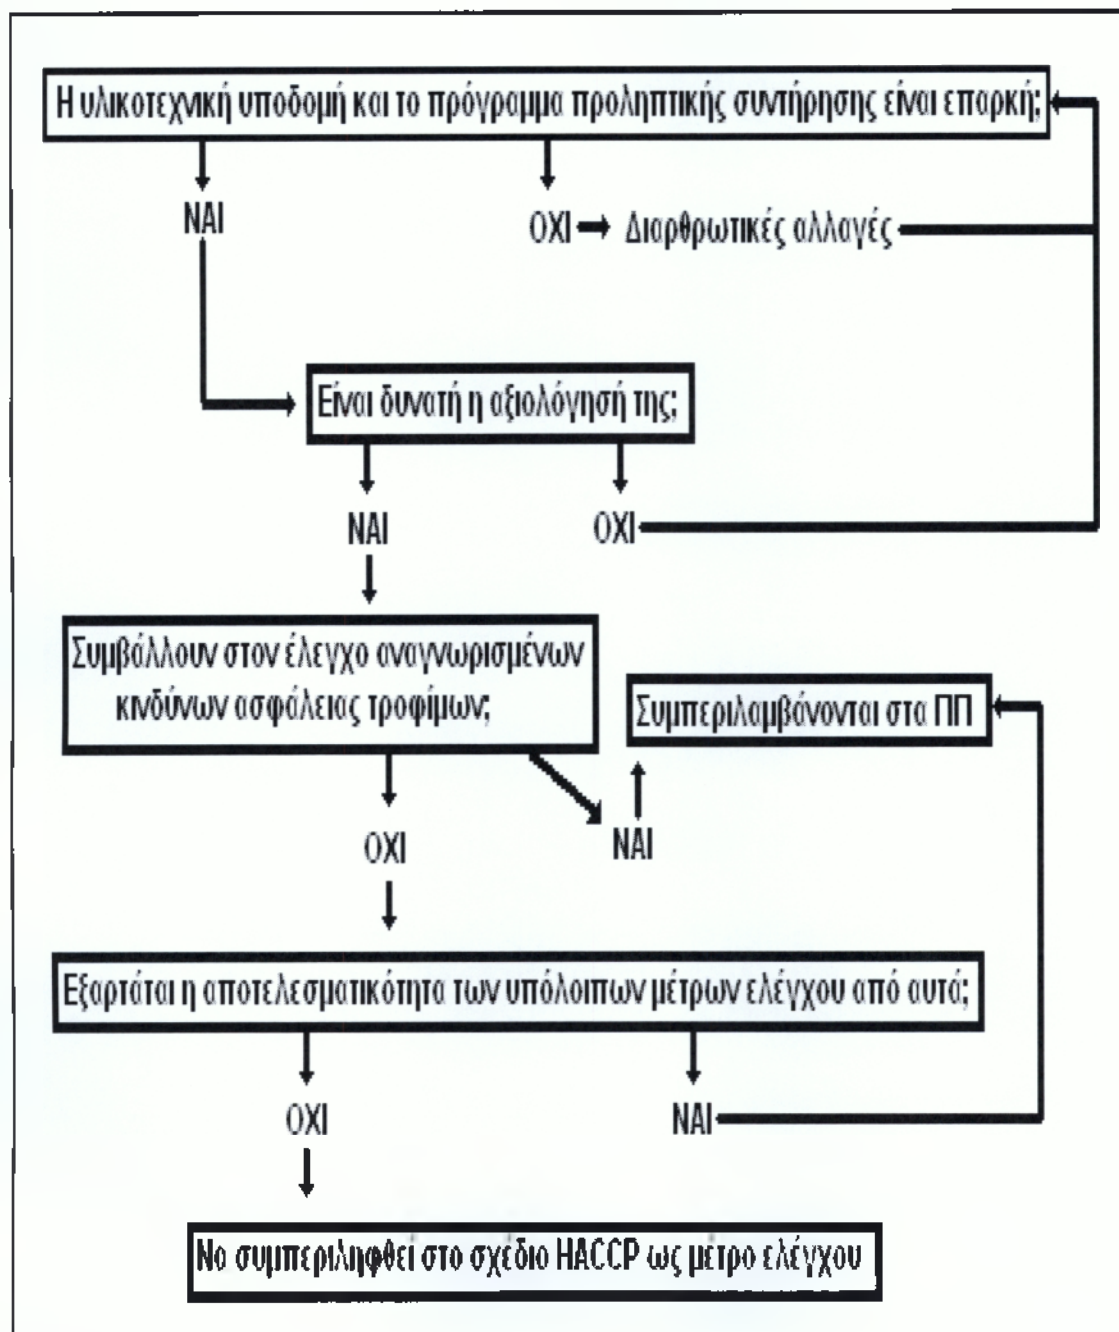 Η υλικοτεχνική υποδομή και το πρόγραμμα προληπτικής συντήρησης είναι επαρκή;
ΝΑΙ
ΟΧΙ Διαρθρωτικές αλλαγές
Είναι δυνατή η αξιολόγησή της;
ΝΑΙ
ΟΧΙ
Συμβάλλουν στον έλεγχο αναγνωρισμένων
κινδύνων ασφάλειας τροφίμων;
Συμπεριλαμβάνονται στα ΠΠ
ΟΧΙ
ΝΑΙ
Εξαρτάται η αποτελεσματικότητα των υπόλοιπων μέτρων ελέγχου από αυτά;
ΟΧΙ
ΝΑΙ
Να συμπεριληφθεί στο σχέδιο HACCP ως μέτρο ελέγχου